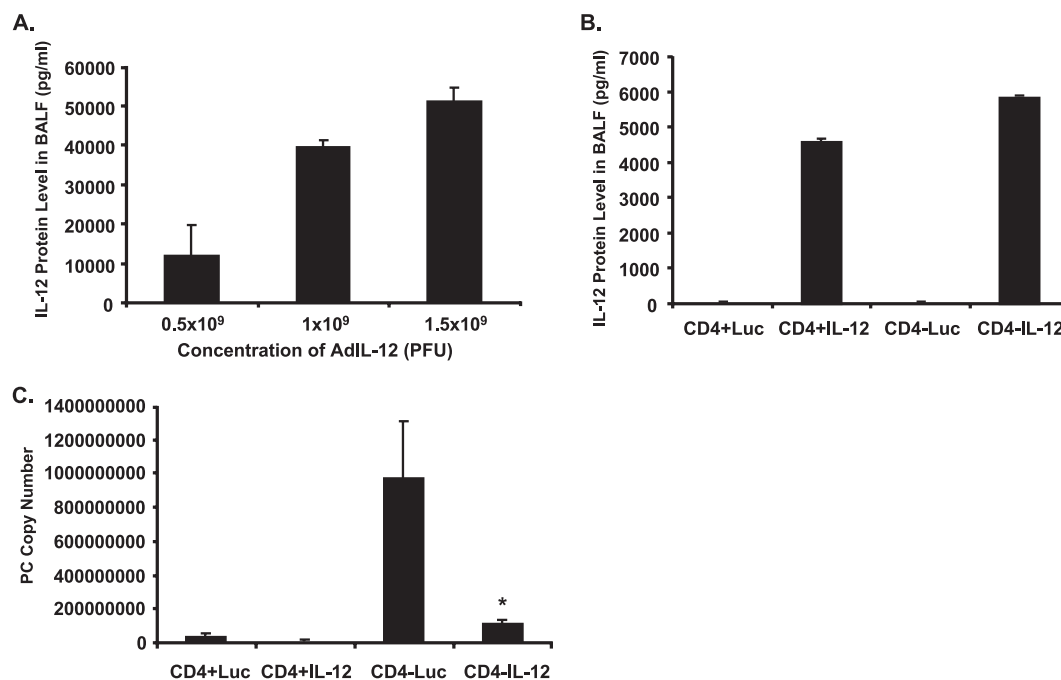 A.
IL-12 Protein Level in BALF (pg/ml)
60000
50000
40000
30000
20000
10000
0
0.5x10⁹ 1x10⁹ 1.5x10⁹
Concentration of AdIL-12 (PFU)
B.
IL-12 Protein Level in BALF (pg/ml)
7000
6000
5000
4000
3000
2000
1000
0
CD4+Luc CD4+IL-12 CD4-Luc CD4-IL-12
C.
PC Copy Number
1400000000
1200000000
1000000000
800000000
600000000
400000000
200000000
0
*
CD4+Luc CD4+IL-12 CD4-Luc CD4-IL-12